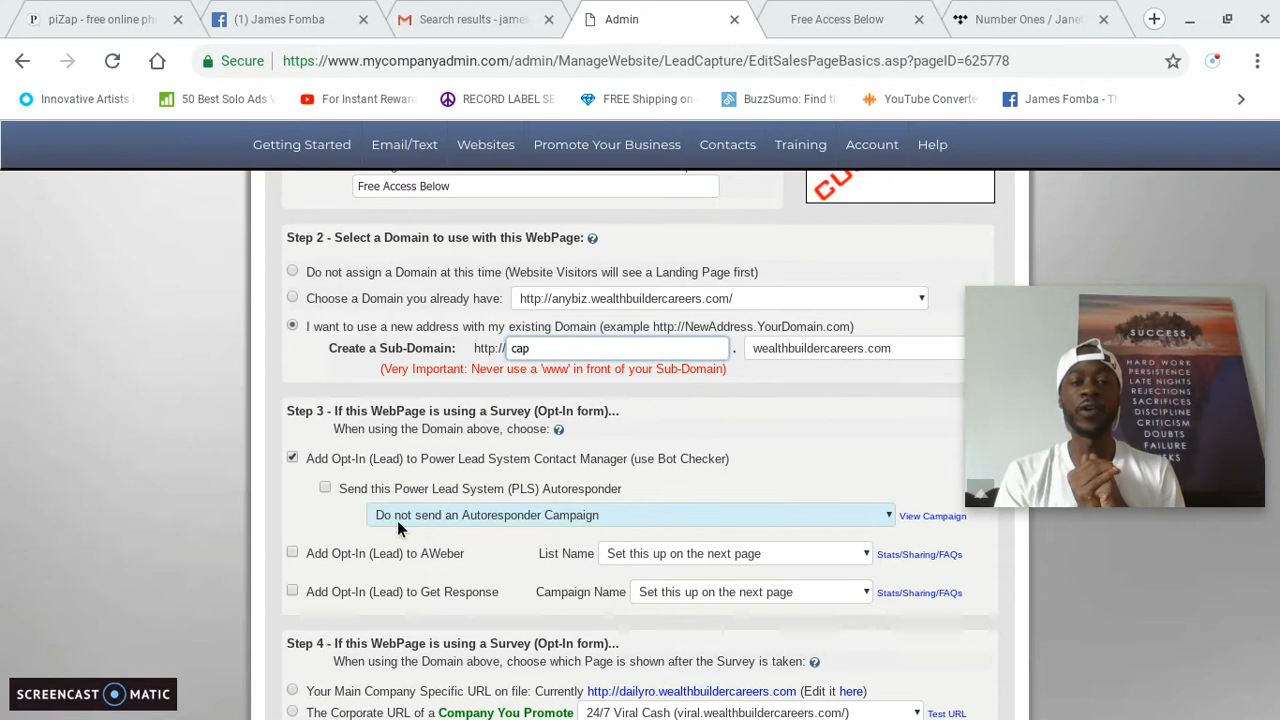 piZap - free online ph
(1) James Fomba
Search results - james
Admin
Free Access Below
Number Ones / Janet
Secure
https://www.mycompanyadmin.com/admin/ManageWebsite/LeadCapture/EditSalesPageBasics.asp?pageID=625778
Innovative Artists
50 Best Solo Ads
For Instant Rewar
RECORD LABEL SE
FREE Shipping on
BuzzSumo: Find th
YouTube Converte
James Fomba - Th
Getting Started
Email/Text
Websites
Promote Your Business
Contacts
Training
Account
Help
Free Access Below
Step 2 - Select a Domain to use with this WebPage:
Do not assign a Domain at this time (Website Visitors will see a Landing Page first)
Choose a Domain you already have: http://anybiz.wealthbuildercareers.com/
I want to use a new address with my existing Domain (example http://NewAddress.YourDomain.com)
Create a Sub-Domain: http:// cap . wealthbuildercareers.com
(Very Important: Never use a 'www' in front of your Sub-Domain)
Step 3 - If this WebPage is using a Survey (Opt-In form)...
When using the Domain above, choose:
Add Opt-In (Lead) to Power Lead System Contact Manager (use Bot Checker)
Send this Power Lead System (PLS) Autoresponder
Do not send an Autoresponder Campaign View Campaign
Add Opt-In (Lead) to AWeber List Name Set this up on the next page Stats/Sharing/FAQs
Add Opt-In (Lead) to Get Response Campaign Name Set this up on the next page Stats/Sharing/FAQs
Step 4 - If this WebPage is using a Survey (Opt-In form)...
When using the Domain above, choose which Page is shown after the Survey is taken:
Your Main Company Specific URL on file: Currently http://dailyro.wealthbuildercareers.com (Edit it here)
The Corporate URL of a Company You Promote 24/7 Viral Cash (viral.wealthbuildercareers.com/) Test URL
SUCCESS
HARD WORK
PERSISTENCE
LATE NIGHTS
REJECTIONS
SACRIFICES
DISCIPLINE
CRITICISM
DOUBTS
FAILURE
RISKS
SCREENCAST MATIC